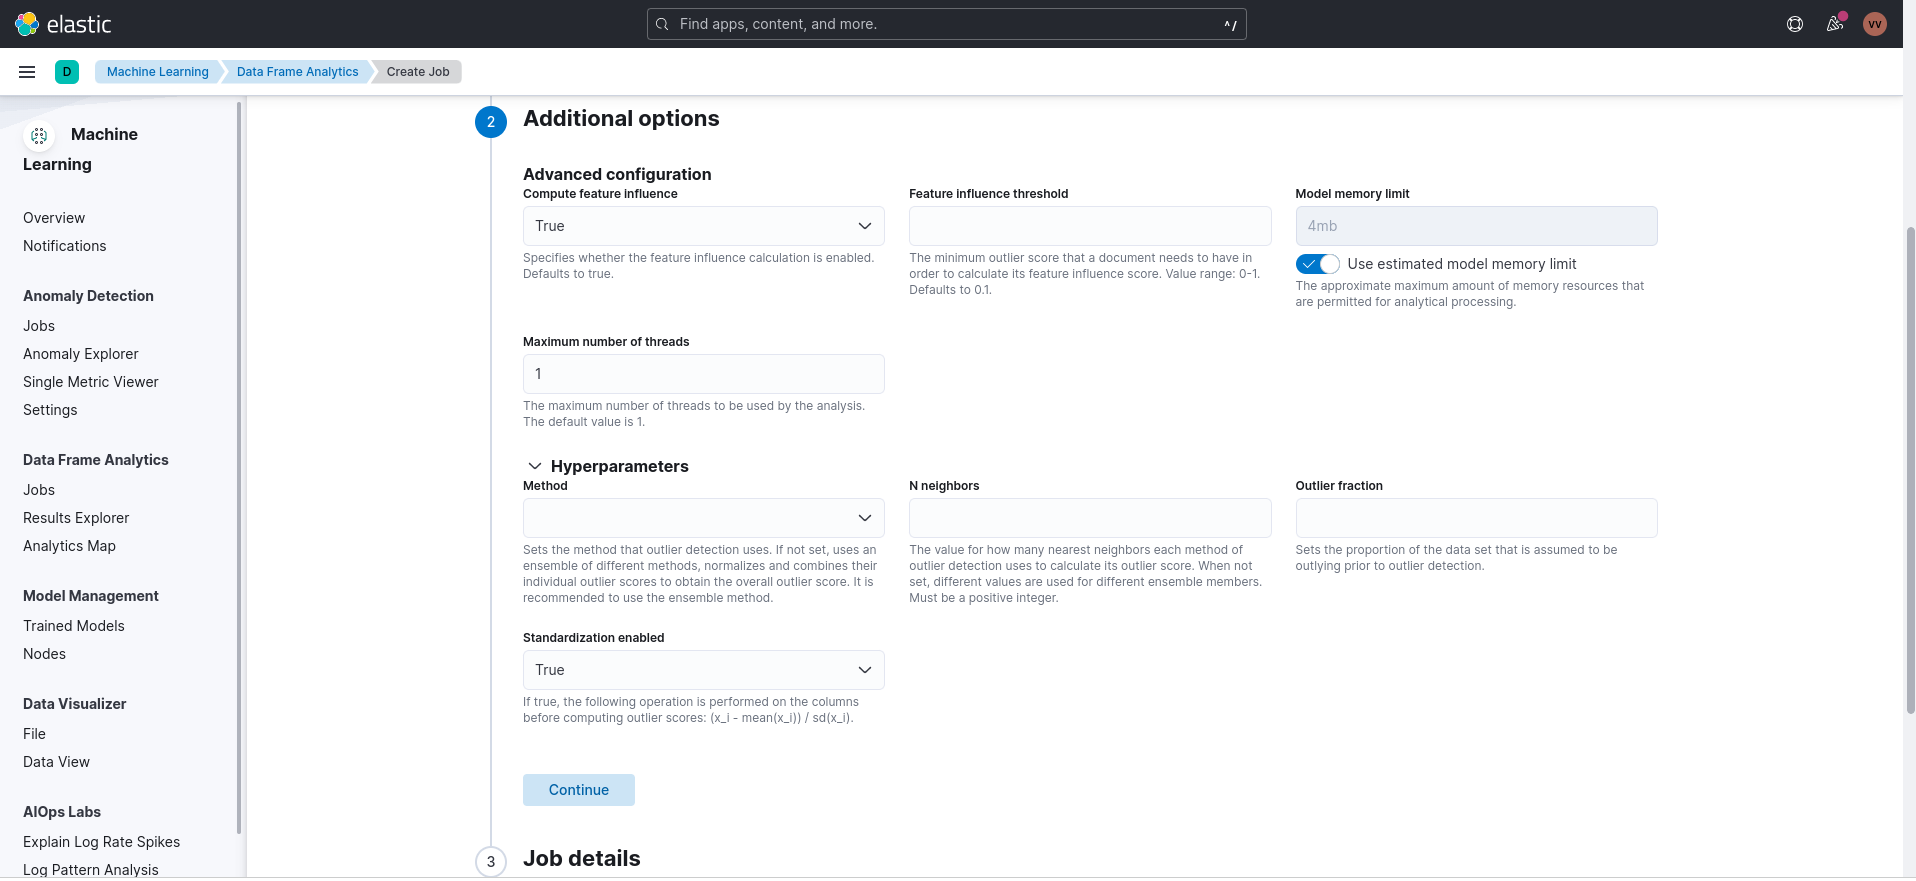 elastic
Find apps, content, and more.
^/
VV
D
Machine Learning
Data Frame Analytics
Create Job
Machine
Learning
Overview
Notifications
Anomaly Detection
Jobs
Anomaly Explorer
Single Metric Viewer
Settings
Data Frame Analytics
Jobs
Results Explorer
Analytics Map
Model Management
Trained Models
Nodes
Data Visualizer
File
Data View
AIOps Labs
Explain Log Rate Spikes
Log Pattern Analysis
2
Additional options
Advanced configuration
Compute feature influence
True
Specifies whether the feature influence calculation is enabled.
Defaults to true.
Feature influence threshold
The minimum outlier score that a document needs to have in
order to calculate its feature influence score. Value range: 0-1.
Defaults to 0.1.
Model memory limit
4mb
Use estimated model memory limit
The approximate maximum amount of memory resources that
are permitted for analytical processing.
Maximum number of threads
1
The maximum number of threads to be used by the analysis.
The default value is 1.
Hyperparameters
Method
Sets the method that outlier detection uses. If not set, uses an
ensemble of different methods, normalizes and combines their
individual outlier scores to obtain the overall outlier score. It is
recommended to use the ensemble method.
N neighbors
The value for how many nearest neighbors each method of
outlier detection uses to calculate its outlier score. When not
set, different values are used for different ensemble members.
Must be a positive integer.
Outlier fraction
Sets the proportion of the data set that is assumed to be
outlying prior to outlier detection.
Standardization enabled
True
If true, the following operation is performed on the columns
before computing outlier scores: (x_i - mean(x_i)) / sd(x_i).
Continue
3
Job details